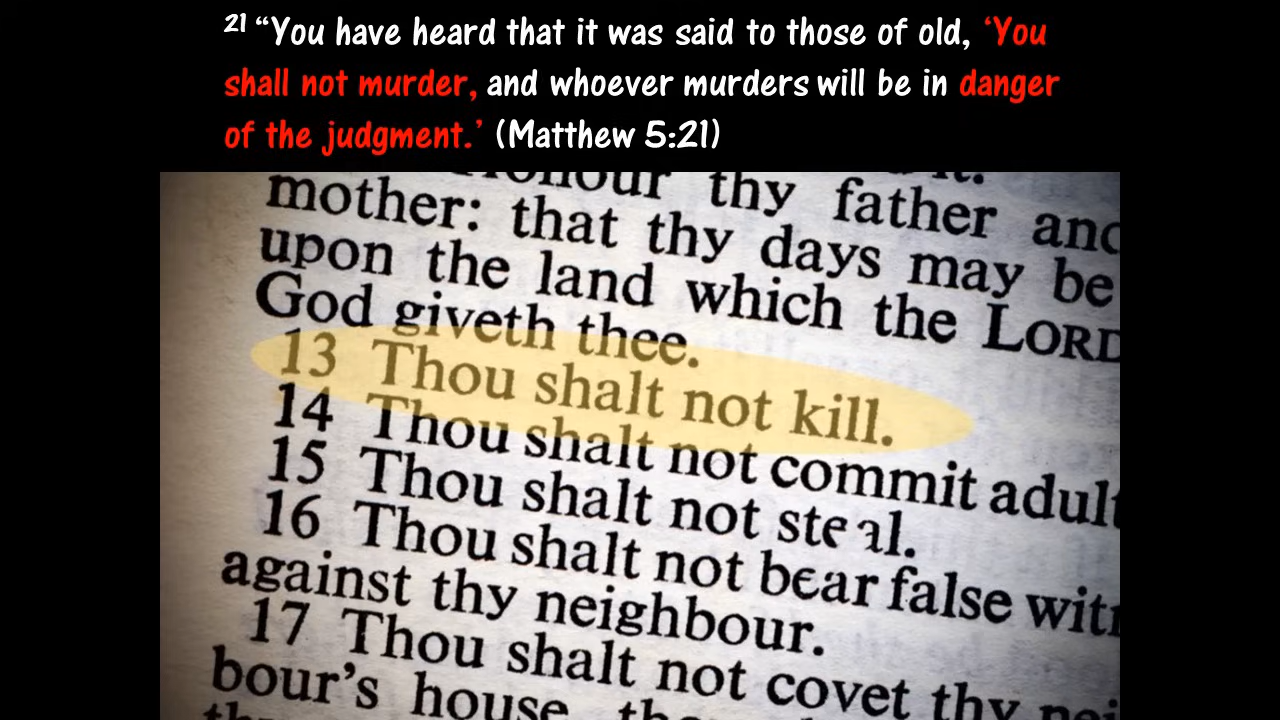 21 “You have heard that it was said to those of old, ‘You
shall not murder, and whoever murders will be in danger
of the judgment.’ (Matthew 5:21)
thy father and
mother: that thy days may be
upon the land which the LORD
God giveth thee.
13 Thou shalt not kill.
14 Thou shalt not commit
15 Thou shalt not steal.
16 Thou shalt not bear false
against thy neighbour.
17 Thou shalt not covet thy
bour’s house,